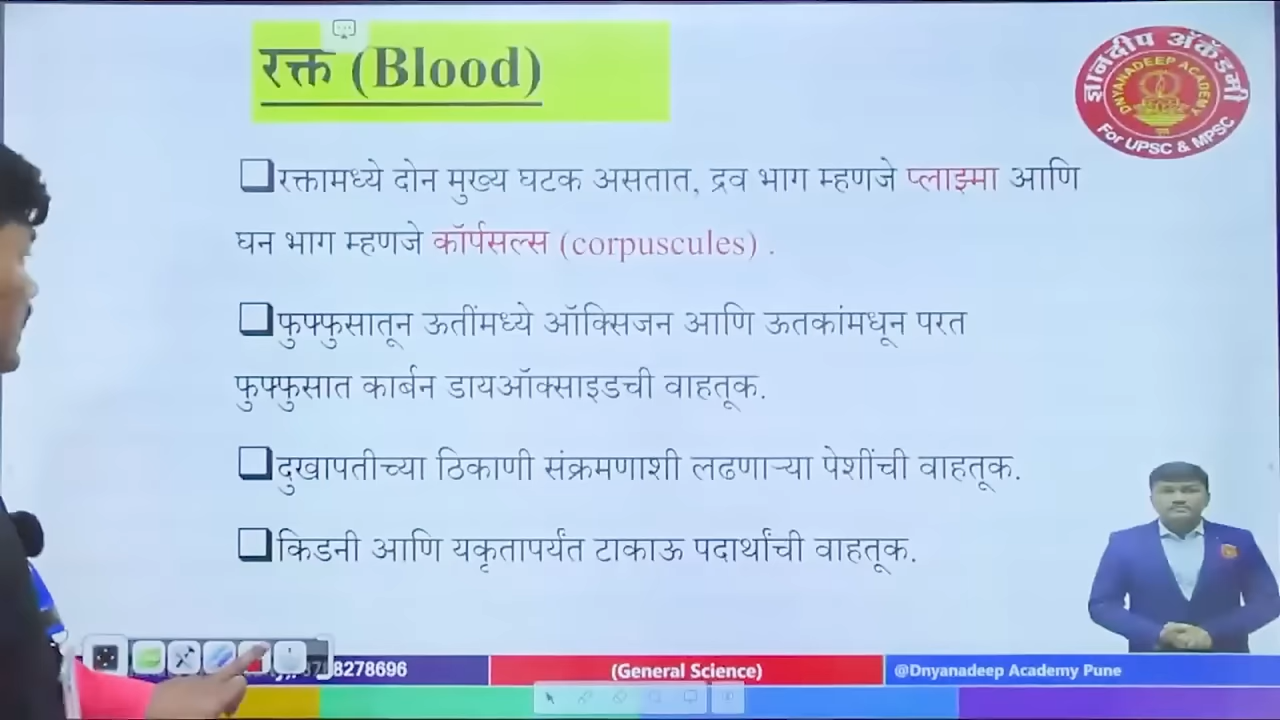 रक्त (Blood)
ज्ञानदीप अॅकॅडमी
DNYANADEEP ACADEMY
For UPSC & MPSC
रक्तामध्ये दोन मुख्य घटक असतात, द्रव भाग म्हणजे प्लाझ्मा आणि
घन भाग म्हणजे कॉर्पसल्स (corpuscules) .
फुफ्फुसातून ऊतींमध्ये ऑक्सिजन आणि ऊतकांमधून परत
फुफ्फुसात कार्बन डायऑक्साइडची वाहतूक.
दुखापतीच्या ठिकाणी संक्रमणाशी लढणाऱ्या पेशींची वाहतूक.
किडनी आणि यकृतापर्यंत टाकाऊ पदार्थांची वाहतूक.
8278696
(General Science)
@Dnyanadeep Academy Pune